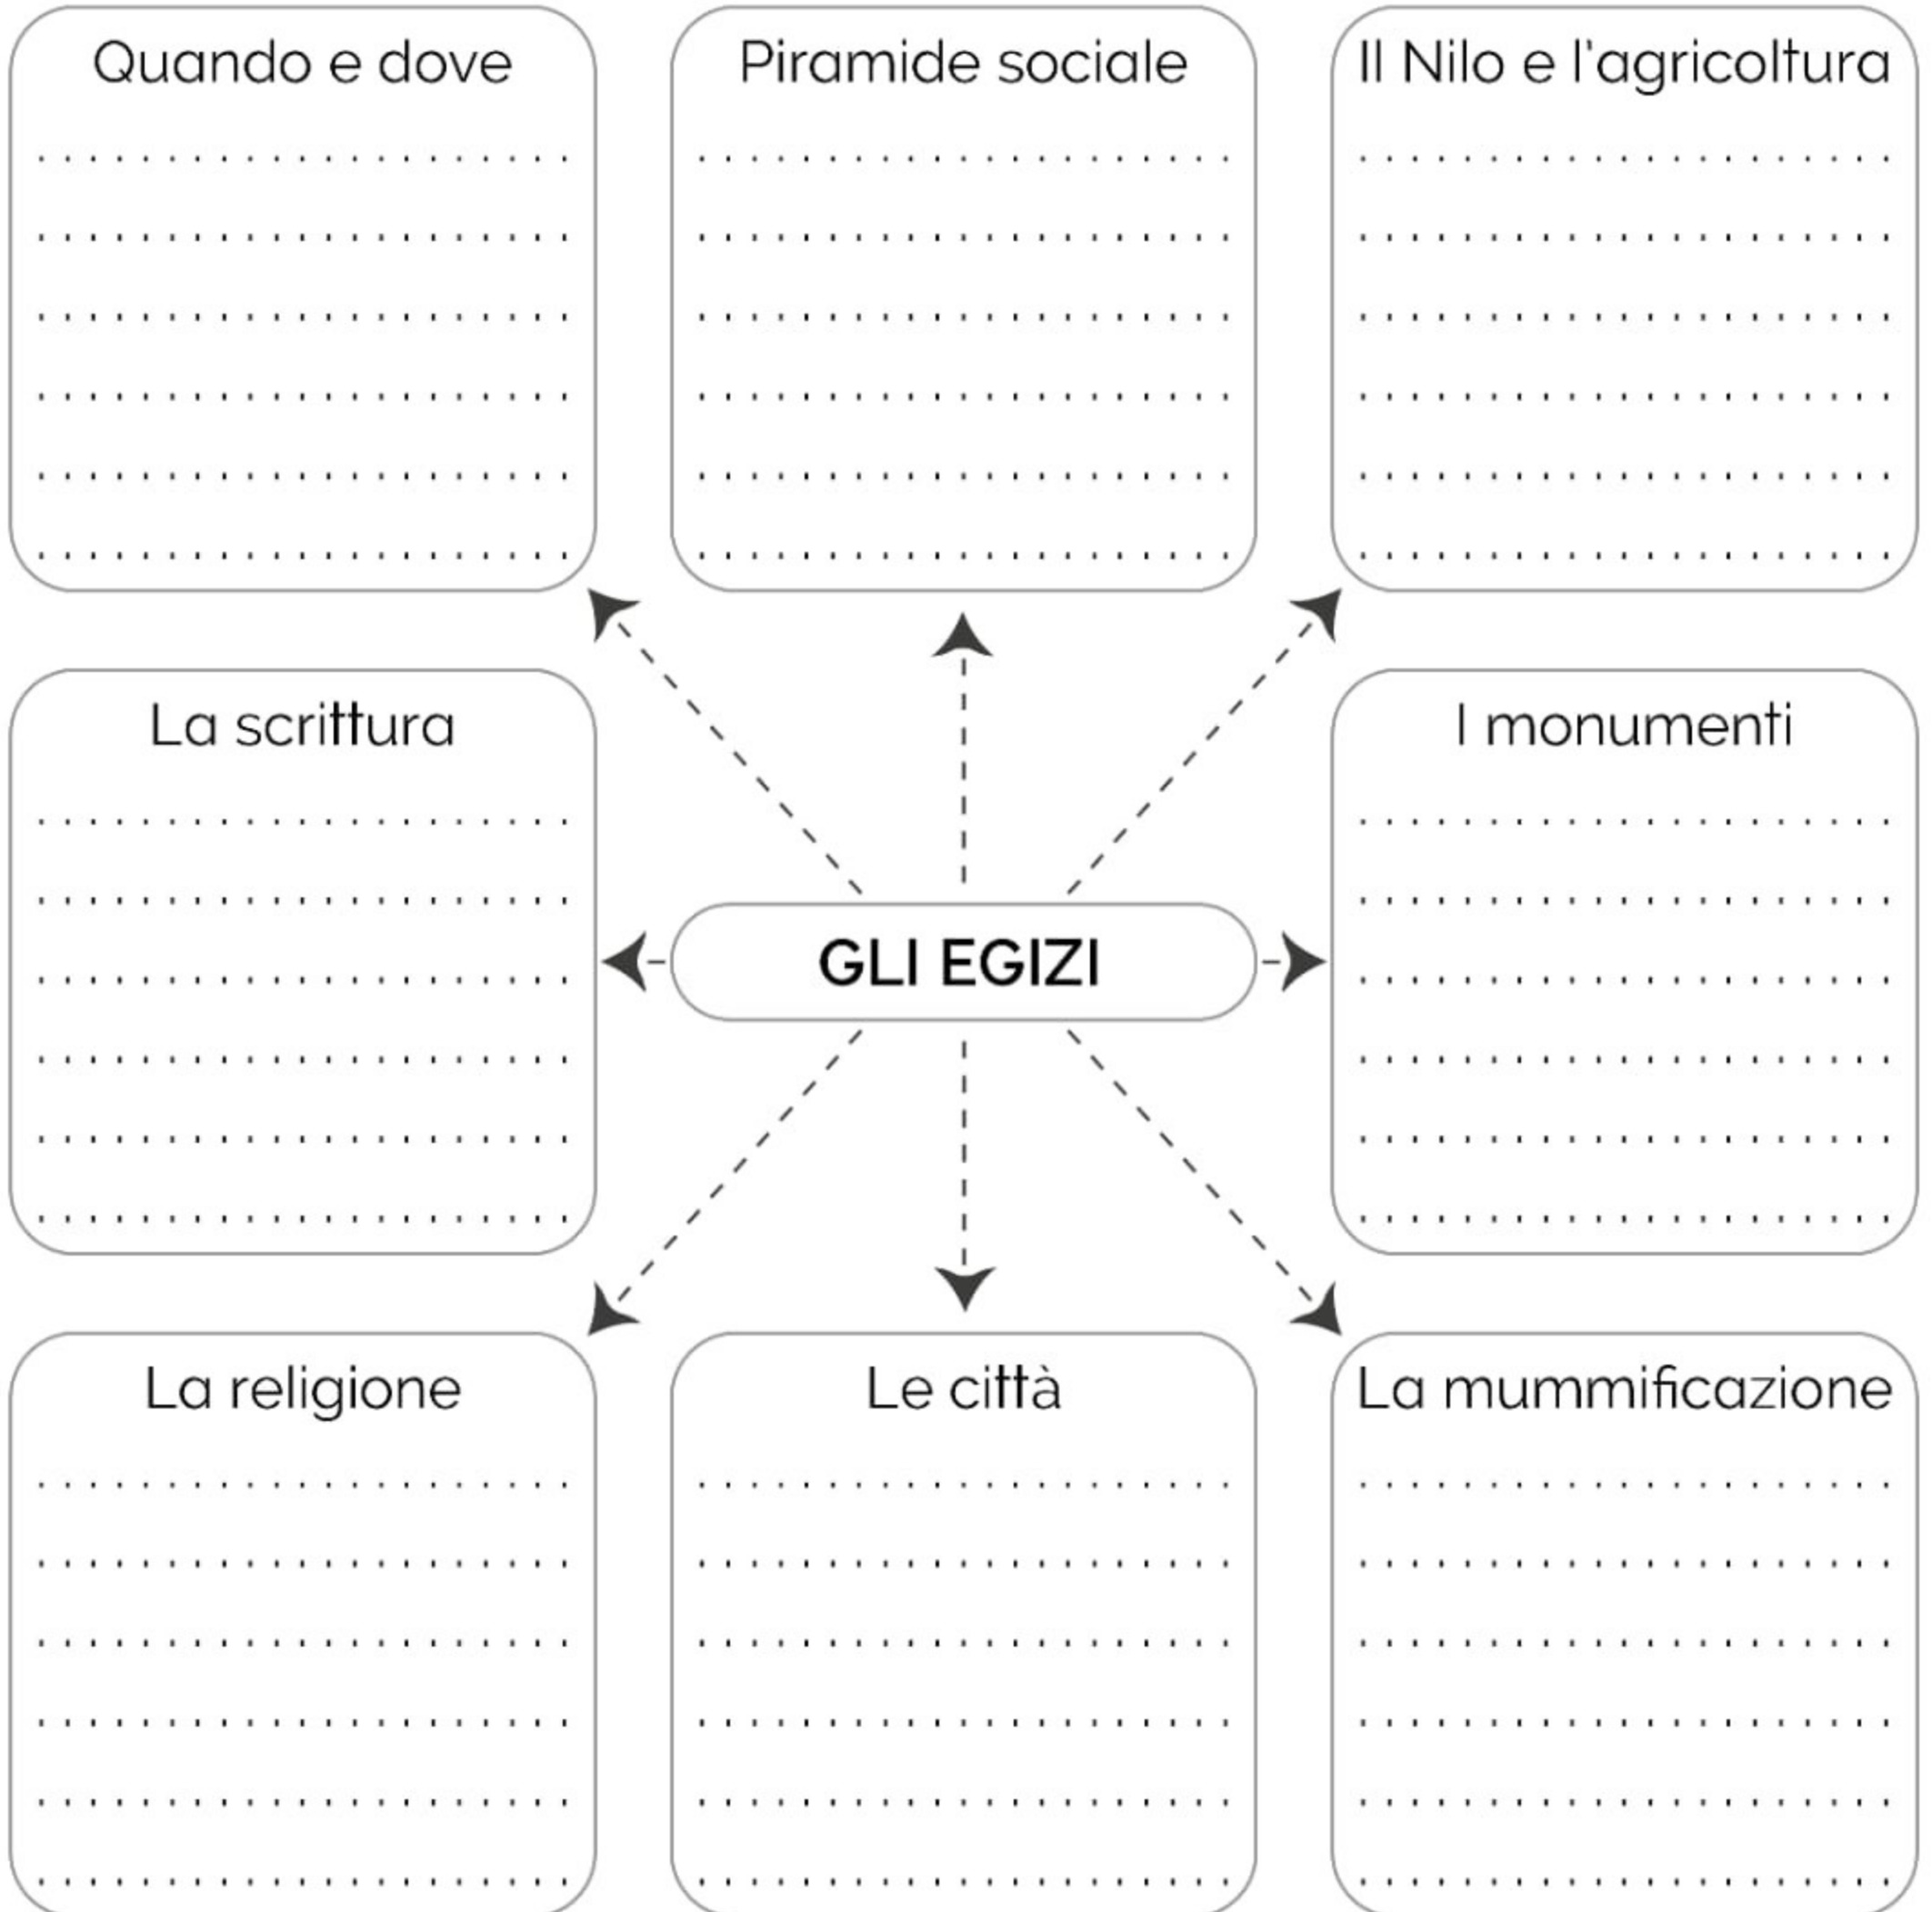 Quando e dove
Piramide sociale
Il Nilo e l'agricoltura
La scrittura
GLI EGIZI
I monumenti
La religione
Le città
La mummificazione